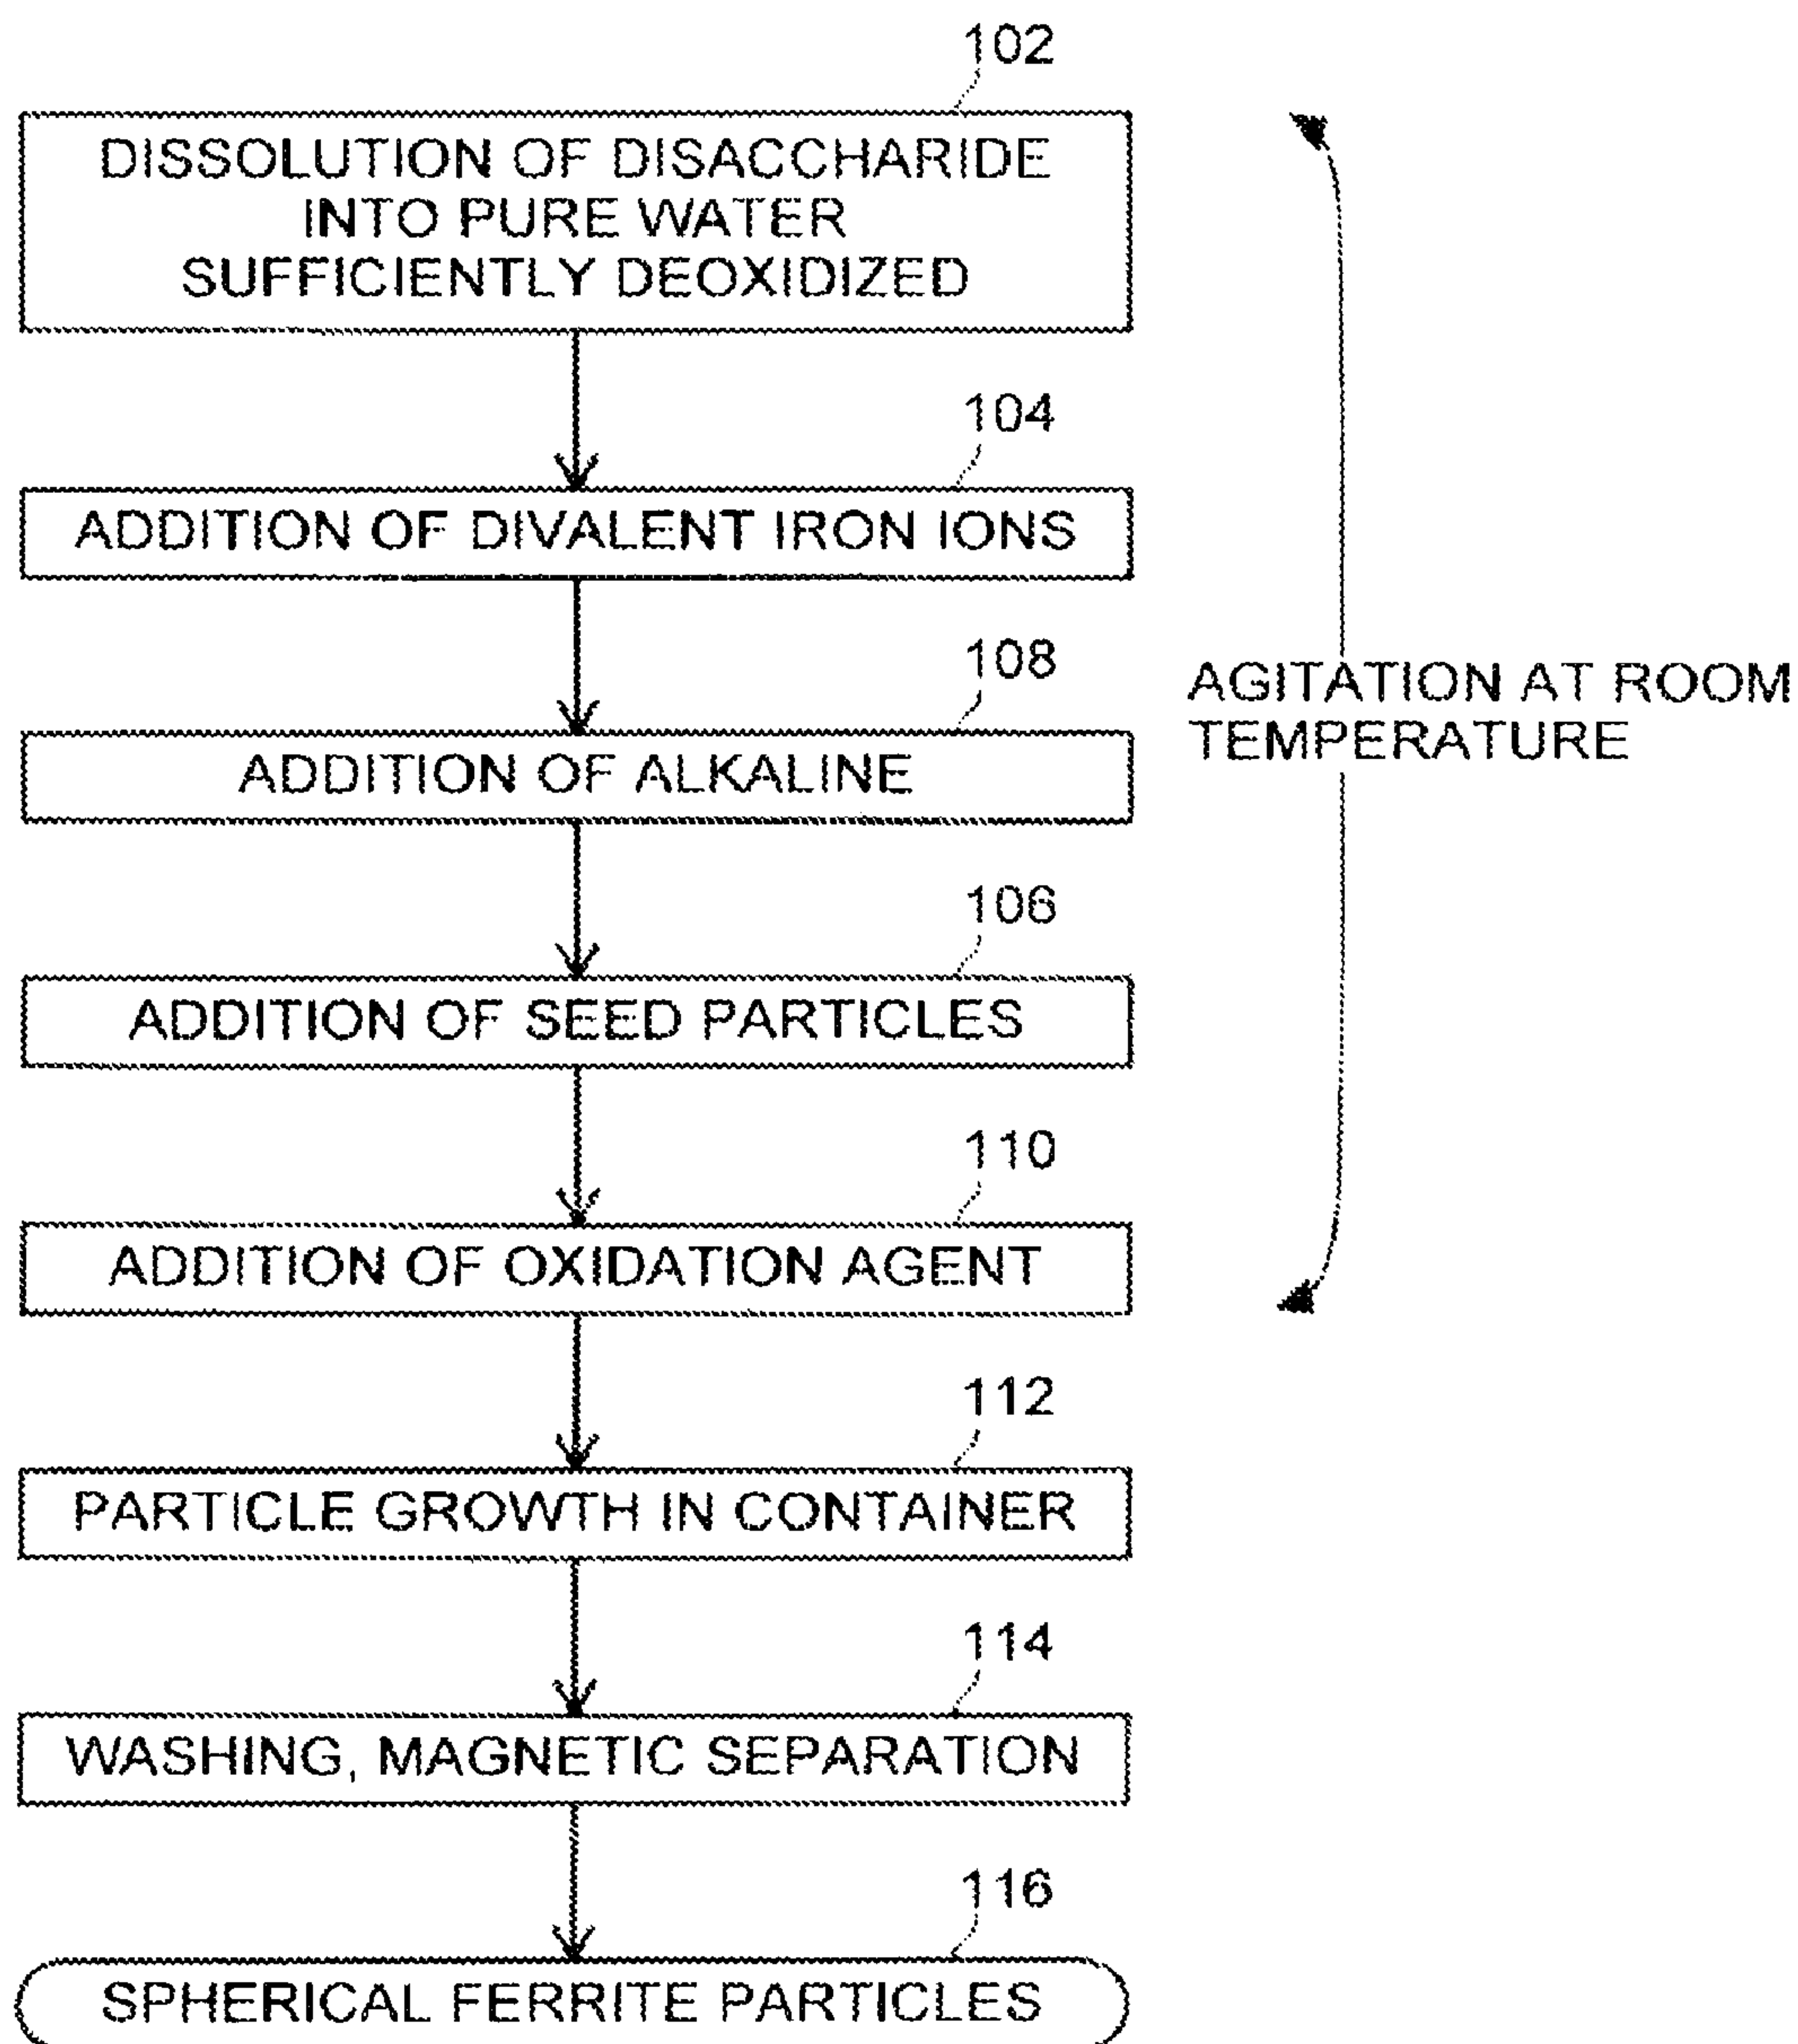 102
DISSOLUTION OF DISACCHARIDE
INTO PURE WATER
SUFFICIENTLY DEOXIDIZED
104
ADDITION OF DIVALENT IRON IONS
108
ADDITION OF ALKALINE
106
ADDITION OF SEED PARTICLES
110
ADDITION OF OXIDATION AGENT
112
PARTICLE GROWTH IN CONTAINER
114
WASHING, MAGNETIC SEPARATION
116
SPHERICAL FERRITE PARTICLES
AGITATION AT ROOM
TEMPERATURE